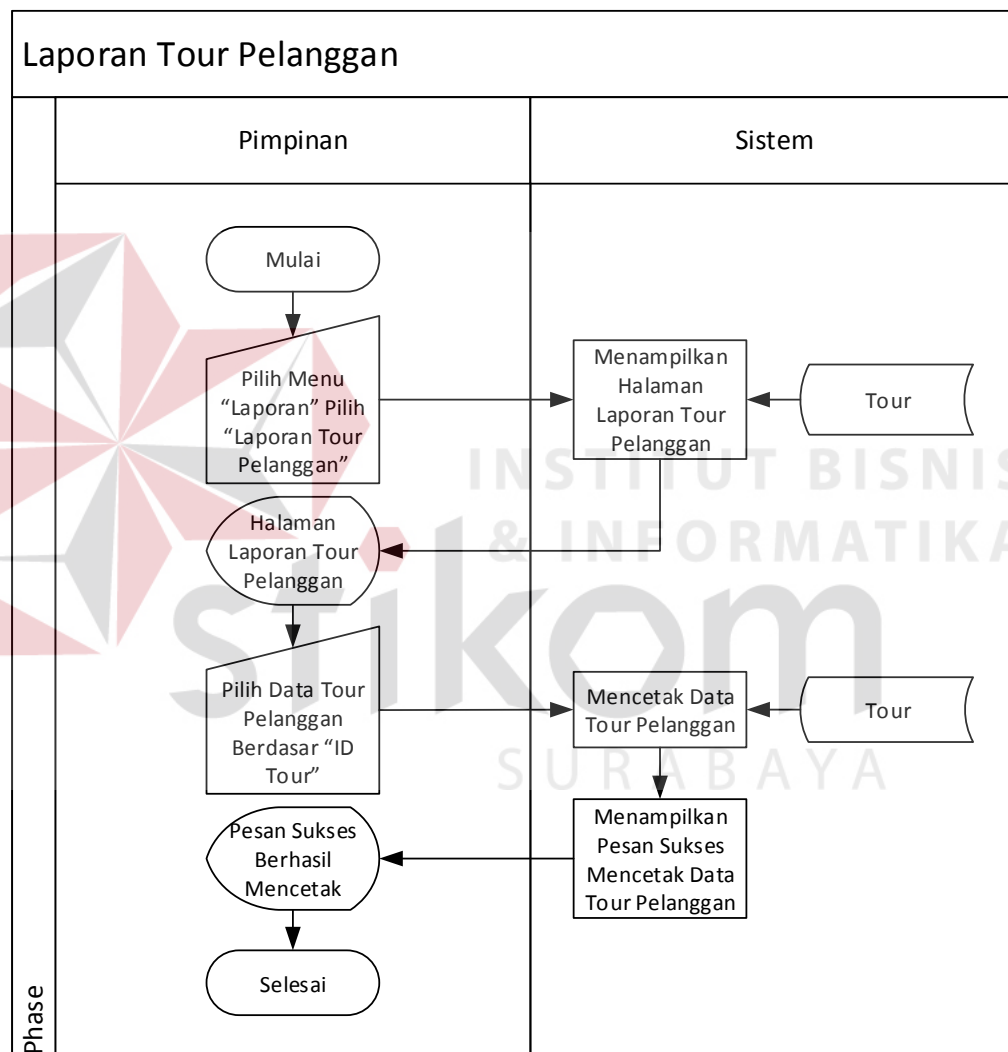 Laporan Tour Pelanggan
Pimpinan
Sistem
Mulai
Pilih Menu
“Laporan” Pilih
“Laporan Tour
Pelanggan”
Menampilkan
Halaman
Laporan Tour
Pelanggan
Tour
Halaman
Laporan Tour
Pelanggan
Pilih Data Tour
Pelanggan
Berdasar “ID
Tour”
Mencetak Data
Tour Pelanggan
Tour
Menampilkan
Pesan Sukses
Mencetak Data
Tour Pelanggan
Pesan Sukses
Berhasil
Mencetak
Selesai
Phase
INSTITUT BISNIS
& INFORMATIKA
stikom
SURABAYA